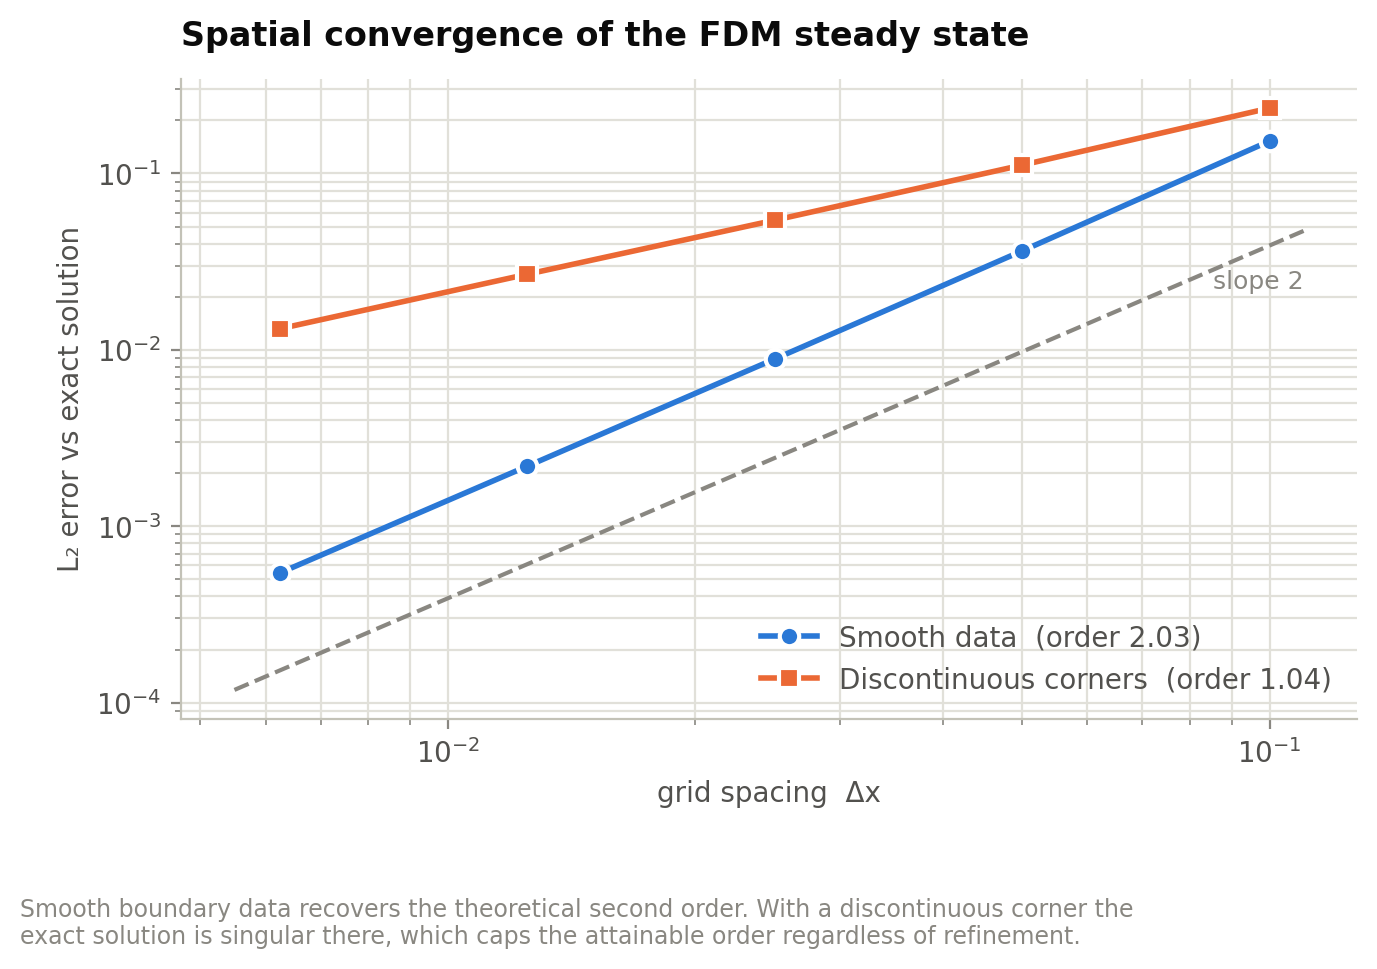 Spatial convergence of the FDM steady state
L₂ error vs exact solution
10⁻¹
10⁻²
10⁻³
10⁻⁴
slope 2
Smooth data (order 2.03)
Discontinuous corners (order 1.04)
10⁻² 10⁻¹
grid spacing Δx
Smooth boundary data recovers the theoretical second order. With a discontinuous corner the
exact solution is singular there, which caps the attainable order regardless of refinement.